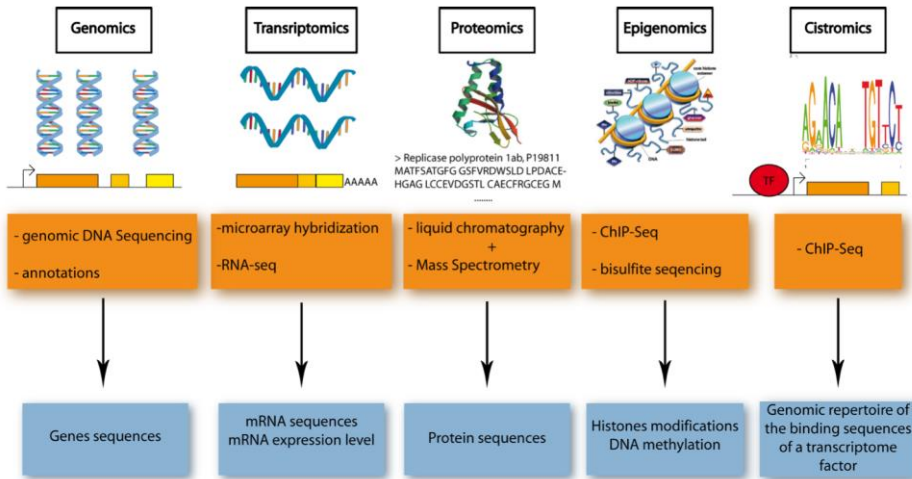 Genomics
Transriptomics
Proteomics
Epigenomics
Cistromics
> Replicase polyprotein 1ab, P19811
MATFSATGFG GSFVRDWSLD LPDACE-
HGAG LCCEVDGSTL CAECFRGCEG M
........
AAAAA
DNA
TF
- genomic DNA Sequencing
- annotations
-microarray hybridization
-RNA-seq
- liquid chromatography
+
- Mass Spectrometry
- ChIP-Seq
- bisulfite seqencing
- ChIP-Seq
Genes sequences
mRNA sequences
mRNA expression level
Protein sequences
Histones modifications
DNA methylation
Genomic repertoire of
the binding sequences
of a transcriptome
factor